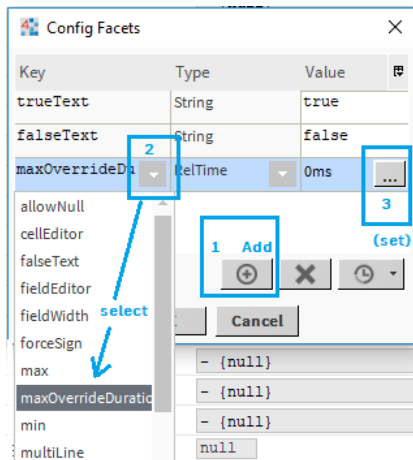 Config Facets
Key Type Value
trueText String true
falseText String false
2
maxOverrideDu RelTime 0ms ...
3
(set)
allowNull
cellEditor
falseText
fieldEditor
fieldWidth
forceSign
max
maxOverrideDuratio
min
multiLine
select
1 Add
Cancel
- {null}
- {null}
- {null}
null